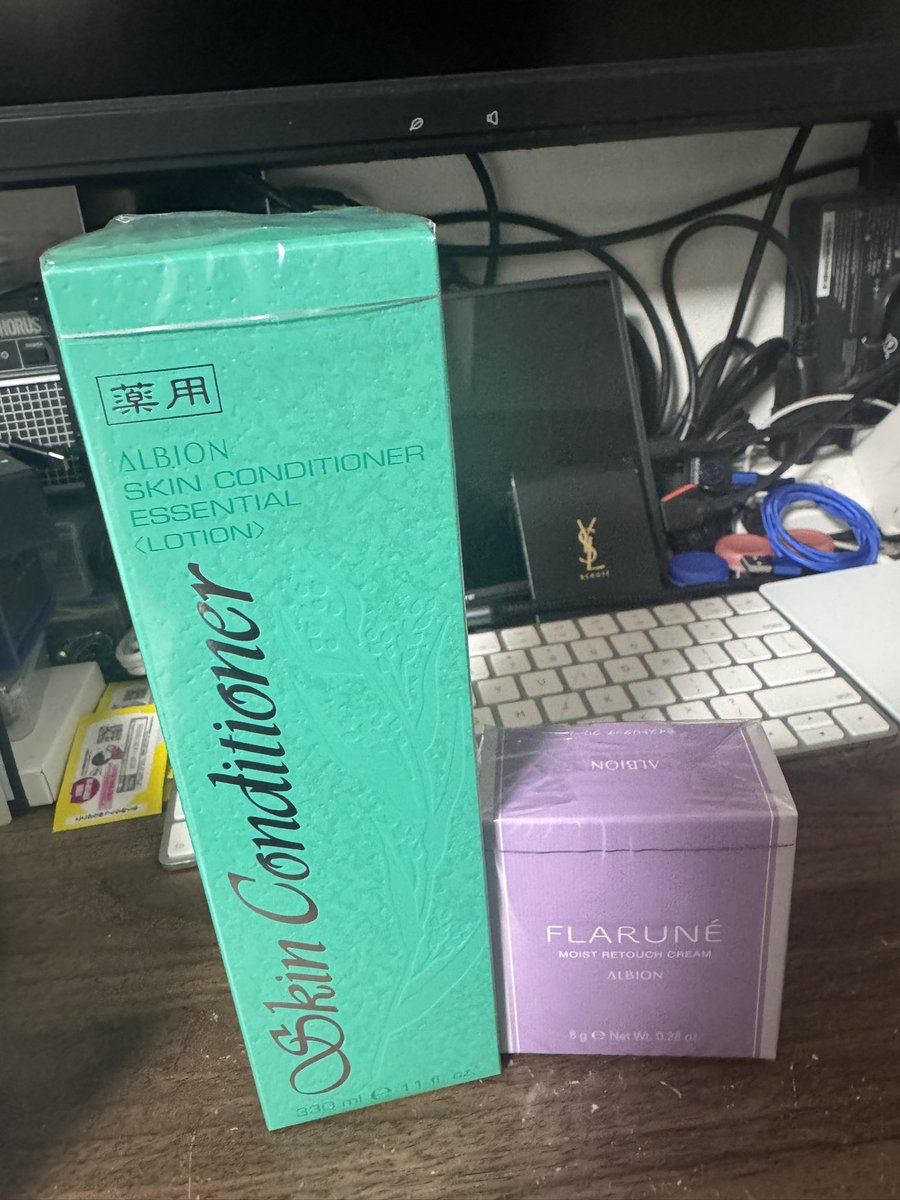 薬用
ALBION
SKIN CONDITIONER
ESSENTIAL
〈LOTION〉
Skin Conditioner
330 ml ℮ 11 fl. oz.
ALBION
FLARUNÉ
MOIST RETOUCH CREAM
ALBION
8 g ℮ Net Wt. 0.28 oz.
YSL